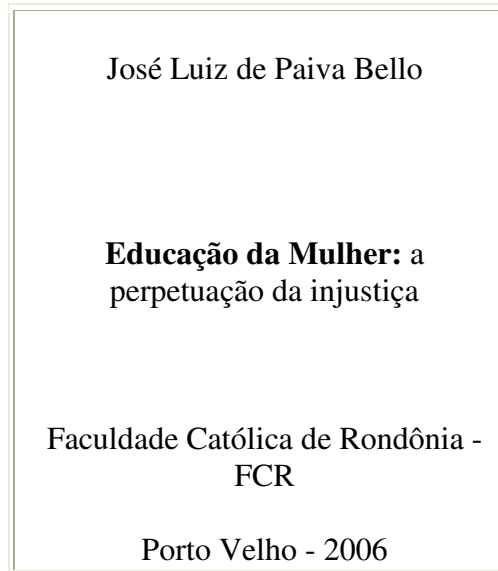 José Luiz de Paiva Bello
Educação da Mulher: a
perpetuação da injustiça
Faculdade Católica de Rondônia -
FCR
Porto Velho - 2006